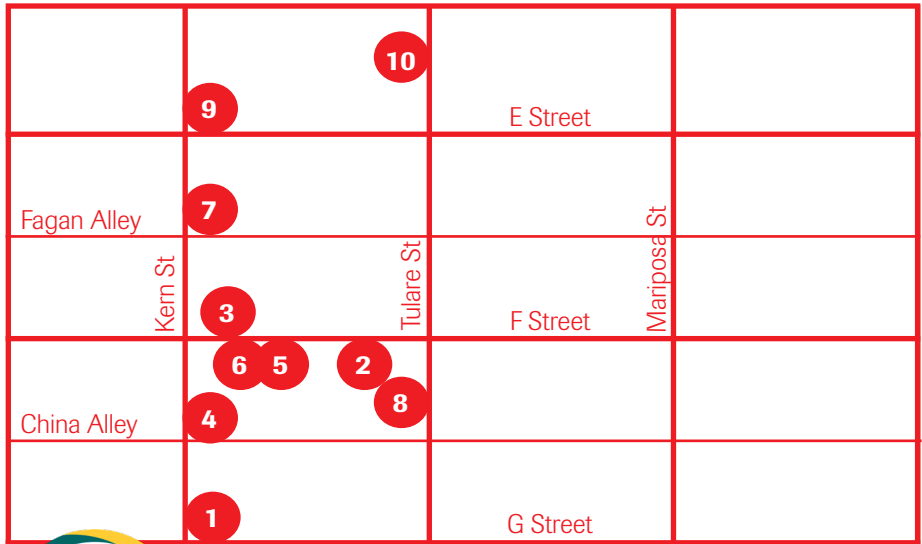 10
9
E Street
7
Fagan Alley
Kern St
Tulare St
Mariposa St
3
F Street
6
5
2
8
4
China Alley
1
G Street